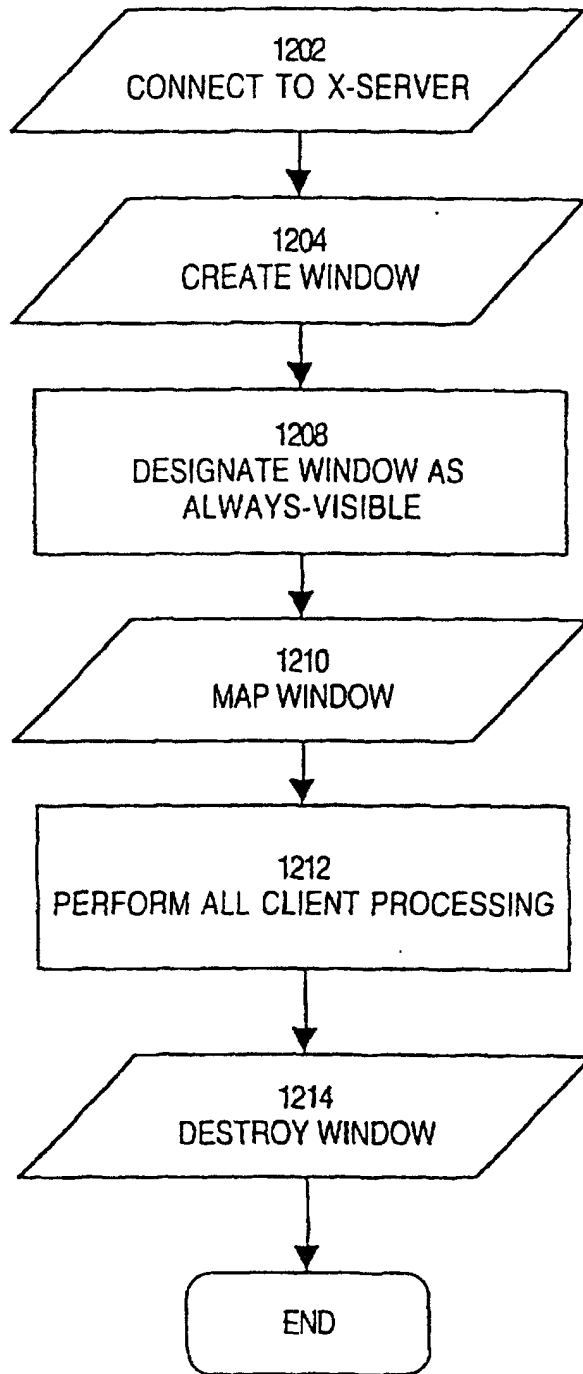 1202
CONNECT TO X-SERVER
1204
CREATE WINDOW
1208
DESIGNATE WINDOW AS
ALWAYS-VISIBLE
1210
MAP WINDOW
1212
PERFORM ALL CLIENT PROCESSING
1214
DESTROY WINDOW
END